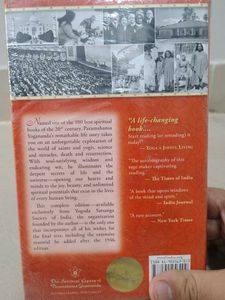 Named one of the 100 best spiritual
books of the 20th century, Paramahansa
Yogananda's remarkable life story takes
you on an unforgettable exploration of the
world of saints and yogis, science
and miracles, death and resurrection.
With soul-satisfying wisdom and
endearing wit, he illuminates the
deepest secrets of life and the
universe—opening our hearts and
minds to the joy, beauty, and unlimited
spiritual potentials that exist in the lives
of every human being.
This complete edition—available
exclusively from Yogoda Satsanga
Society of India, the organization
founded by the author—is the only one
that incorporates all of his wishes for
the final text, including the extensive
material he added after the 1946
edition.
"A life-changing
book...."
Start reading (or rereading) it
today!"
— YOGA + JOYFUL LIVING
"The autobiography of this
sage makes captivating
reading."
— The Times of India
"A book that opens windows
of the mind and spirit."
— India Journal
"A rare account."
— New York Times